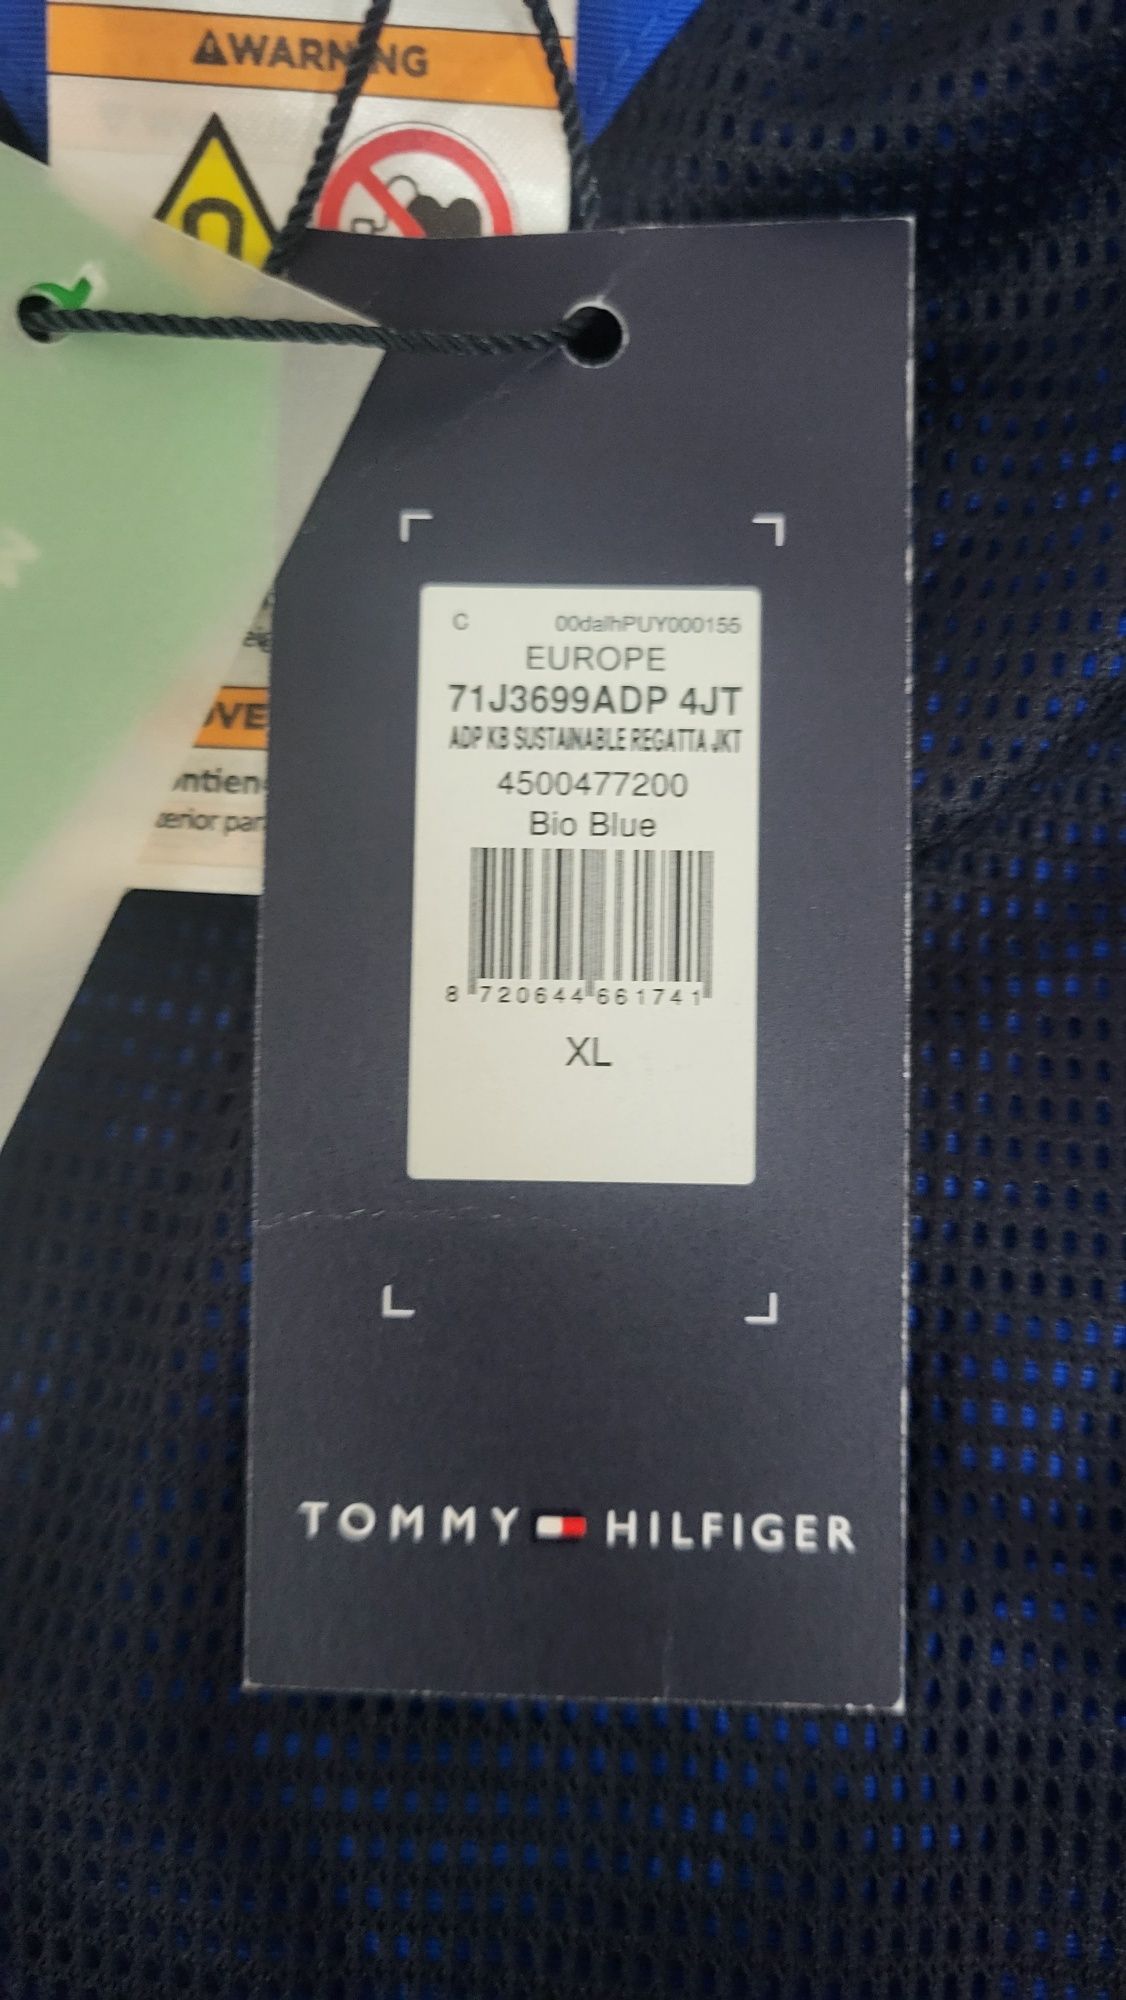 WARNING
C 00dalhPUY000155
EUROPE
71J3699ADP 4JT
ADP KB SUSTAINABLE REGATTA JKT
4500477200
Bio Blue
8 720644 661741
XL
TOMMY HILFIGER